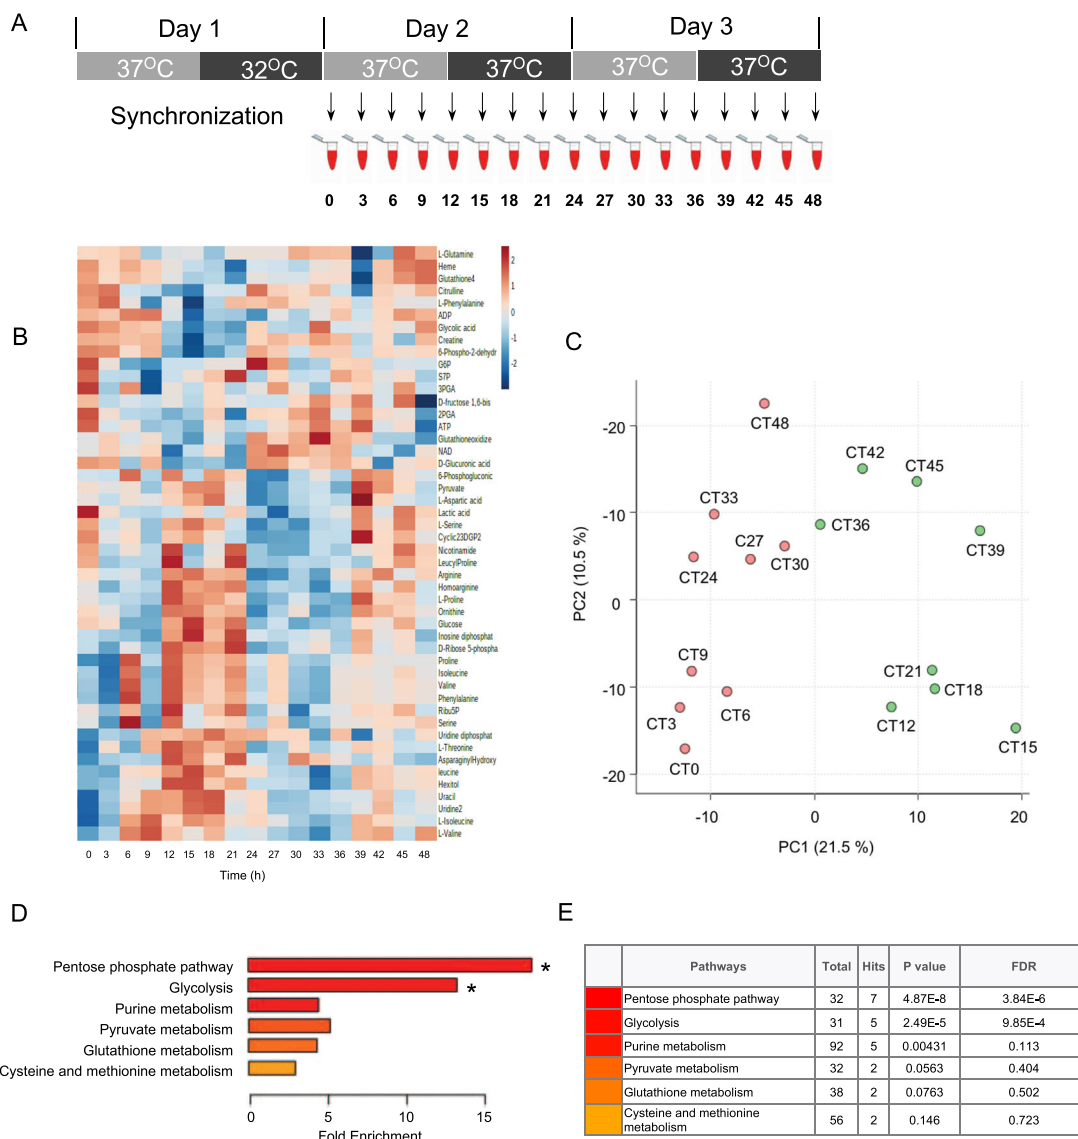 A
Day 1 Day 2 Day 3
37OC 32OC 37OC 37OC 37OC 37OC
Synchronization
0 3 6 9 12 15 18 21 24 27 30 33 36 39 42 45 48
B
L-Glutamine
Heme
Glutathione4
Citrulline
L-Phenylalanine
ADP
Glycolic acid
Creatine
6-Phospho-2-dehydr
G6P
S7P
3PGA
D-fructose 1,6-bis
2PGA
ATP
Glutathioneoxidize
NAD
D-Glucuronic acid
6-Phosphogluconic
Pyruvate
L-Aspartic acid
Lactic acid
L-Serine
Cyclic23DGP2
Nicotinamide
LeucylProline
Arginine
Homoarginine
L-Proline
Ornithine
Glucose
Inosine diphosphat
D-Ribose 5-phospha
Proline
Isoleucine
Valine
Phenylalanine
Ribu5P
Serine
Uridine diphosphat
L-Threonine
AsparaginylHydroxy
leucine
Hexitol
Uracil
Uridine2
L-Isoleucine
L-Valine
2
1
0
-1
-2
0 3 6 9 12 15 18 21 24 27 30 33 36 39 42 45 48
Time (h)
C
CT48
CT42
CT45
CT33
CT36
CT39
C27
CT30
CT24
CT9
CT21
CT18
CT6
CT3
CT12
CT15
CT0
-20
-10
0
-10
-20
PC2 (10.5 %)
-10 0 10 20
PC1 (21.5 %)
D
Pentose phosphate pathway *
Glycolysis *
Purine metabolism
Pyruvate metabolism
Glutathione metabolism
Cysteine and methionine metabolism
0 5 10 15
Fold Enrichment
E
Pathways Total Hits P value FDR
Pentose phosphate pathway 32 7 4.87E-8 3.84E-6
Glycolysis 31 5 2.49E-5 9.85E-4
Purine metabolism 92 5 0.00431 0.113
Pyruvate metabolism 32 2 0.0563 0.404
Glutathione metabolism 38 2 0.0763 0.502
Cysteine and methionine
metabolism 56 2 0.146 0.723